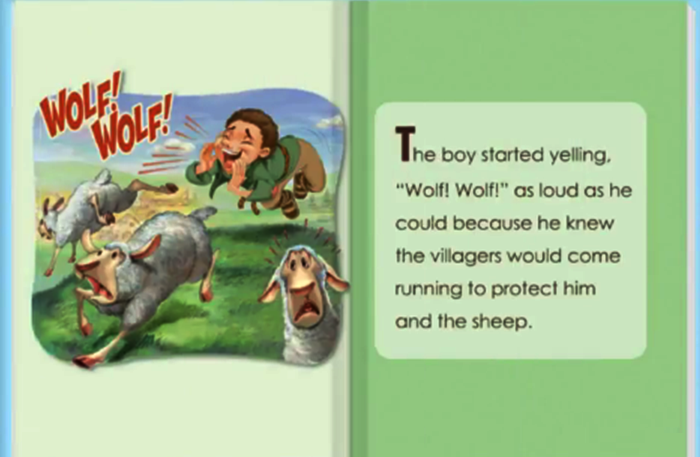 WOLF!
WOLF!
The boy started yelling,
“Wolf! Wolf!” as loud as he
could because he knew
the villagers would come
running to protect him
and the sheep.